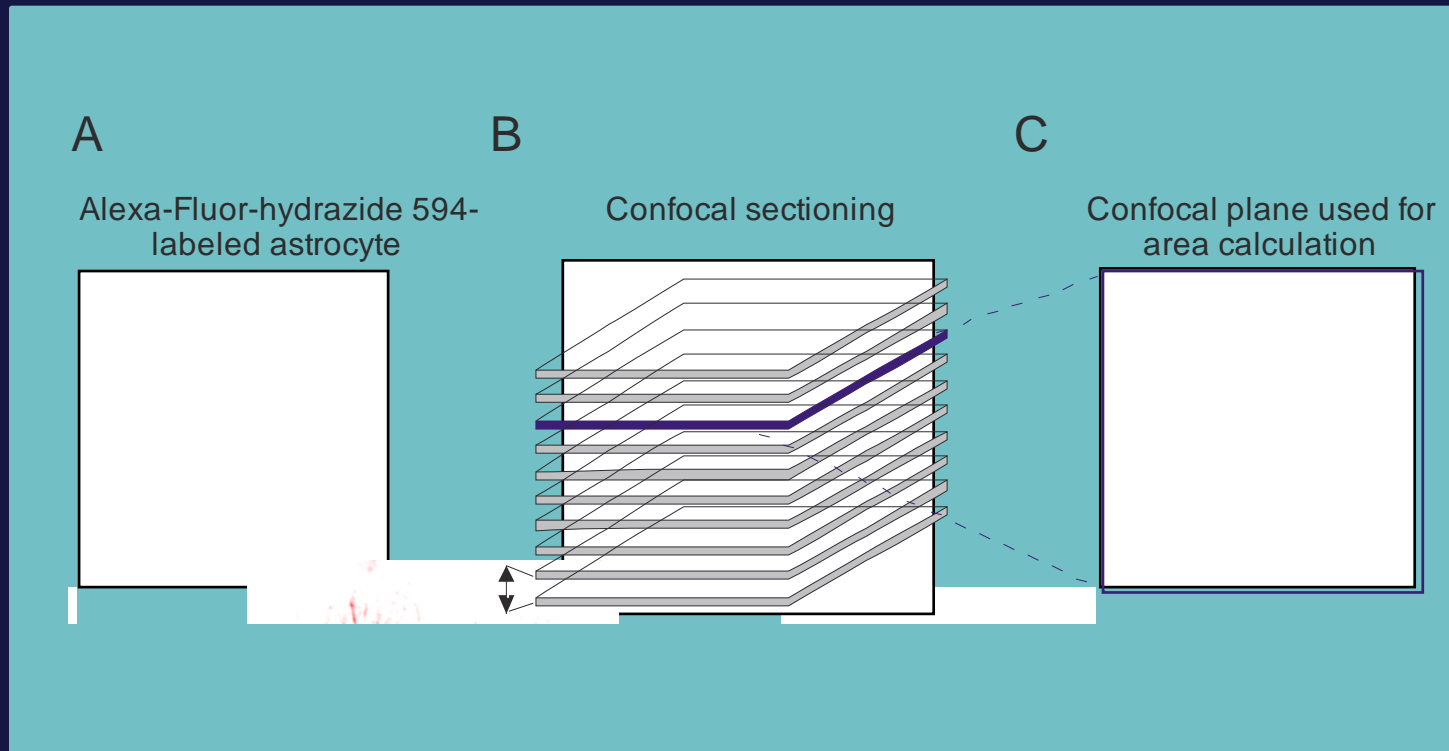 A
B
C
Alexa-Fluor-hydrazide 594-
labeled astrocyte
Confocal sectioning
Confocal plane used for
area calculation